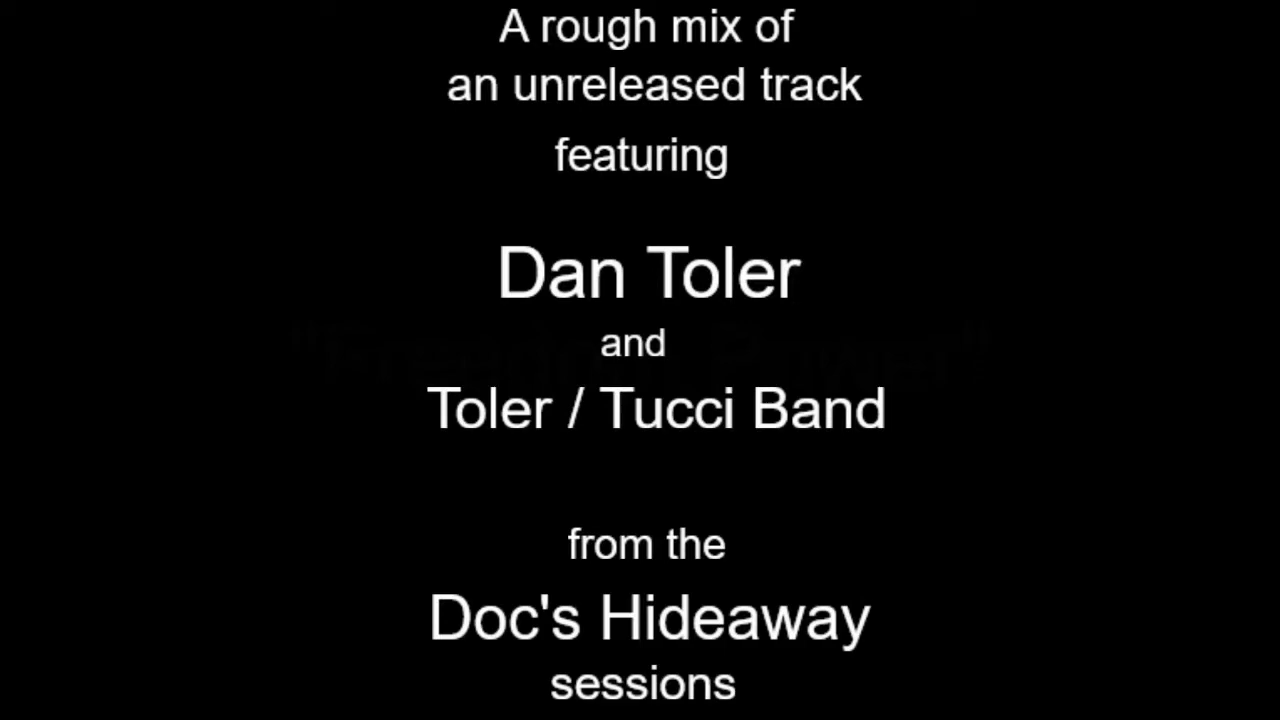 A rough mix of
an unreleased track
featuring
Dan Toler
and
Toler / Tucci Band
from the
Doc's Hideaway
sessions